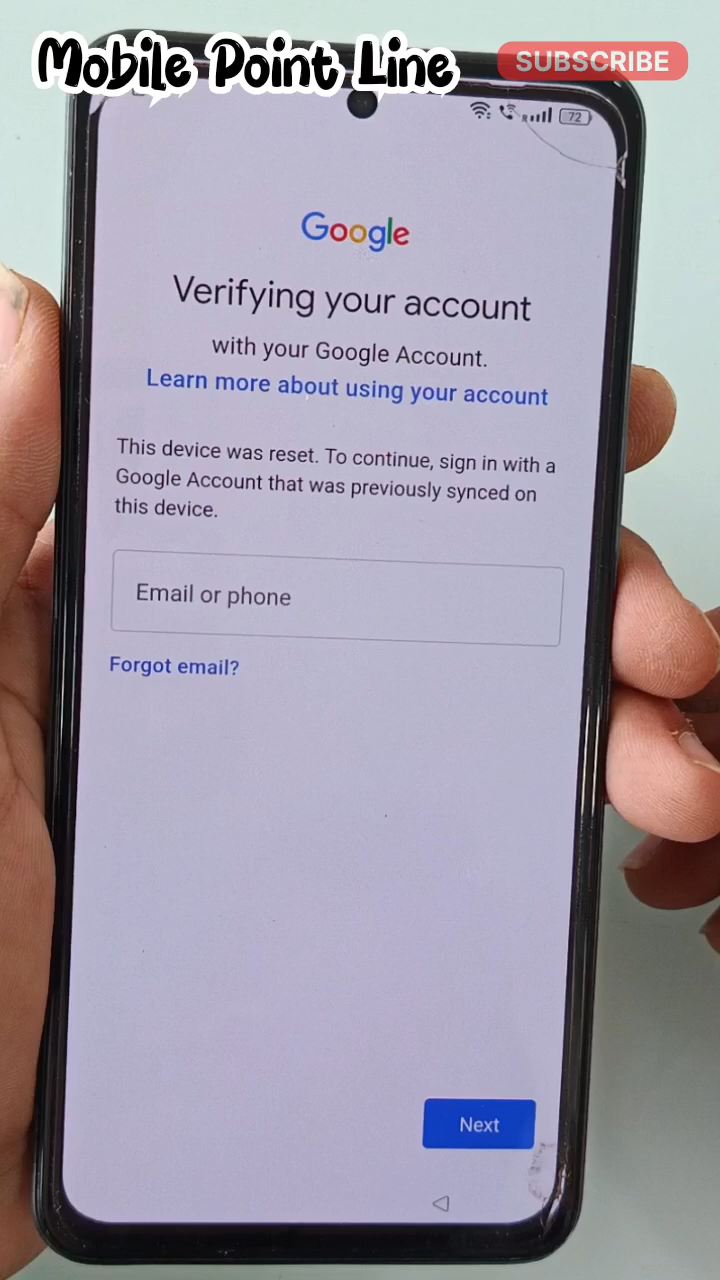 Mobile Point Line
SUBSCRIBE
R
72
Google
Verifying your account
with your Google Account.
Learn more about using your account
This device was reset. To continue, sign in with a
Google Account that was previously synced on
this device.
Email or phone
Forgot email?
Next